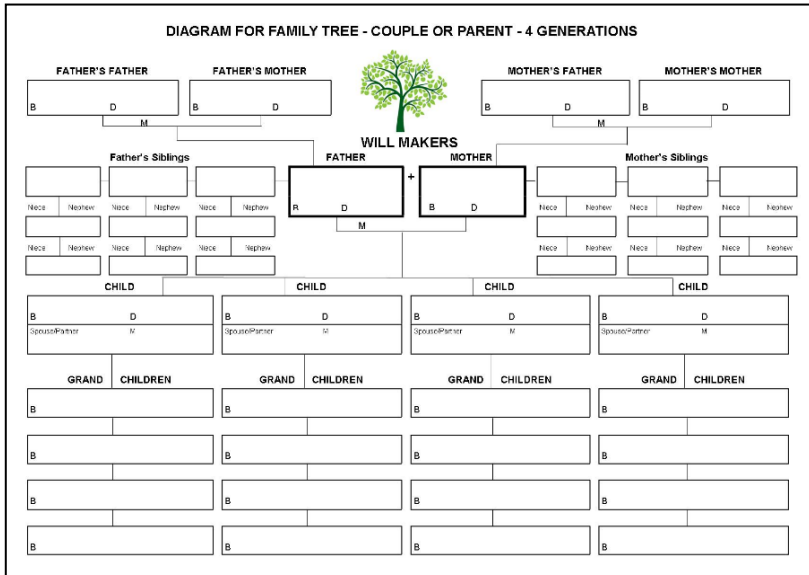 DIAGRAM FOR FAMILY TREE - COUPLE OR PARENT - 4 GENERATIONS
FATHER'S FATHER FATHER'S MOTHER MOTHER'S FATHER MOTHER'S MOTHER
B D B D B D B D
M M
WILL MAKERS
Father's Siblings FATHER MOTHER Mother's Siblings
+
Niece Nephew Niece Nephew Niece Nephew B D B D Niece Nephew Niece Nephew Niece Nephew
M
Niece Nephew Niece Nephew Niece Nephew Niece Nephew Niece Nephew Niece Nephew
CHILD CHILD CHILD CHILD
B D B D B D B D
Spouse/Partner M Spouse/Partner M Spouse/Partner M Spouse/Partner M
GRAND CHILDREN GRAND CHILDREN GRAND CHILDREN GRAND CHILDREN
B B B B
B B B B
B B B B
B B B B